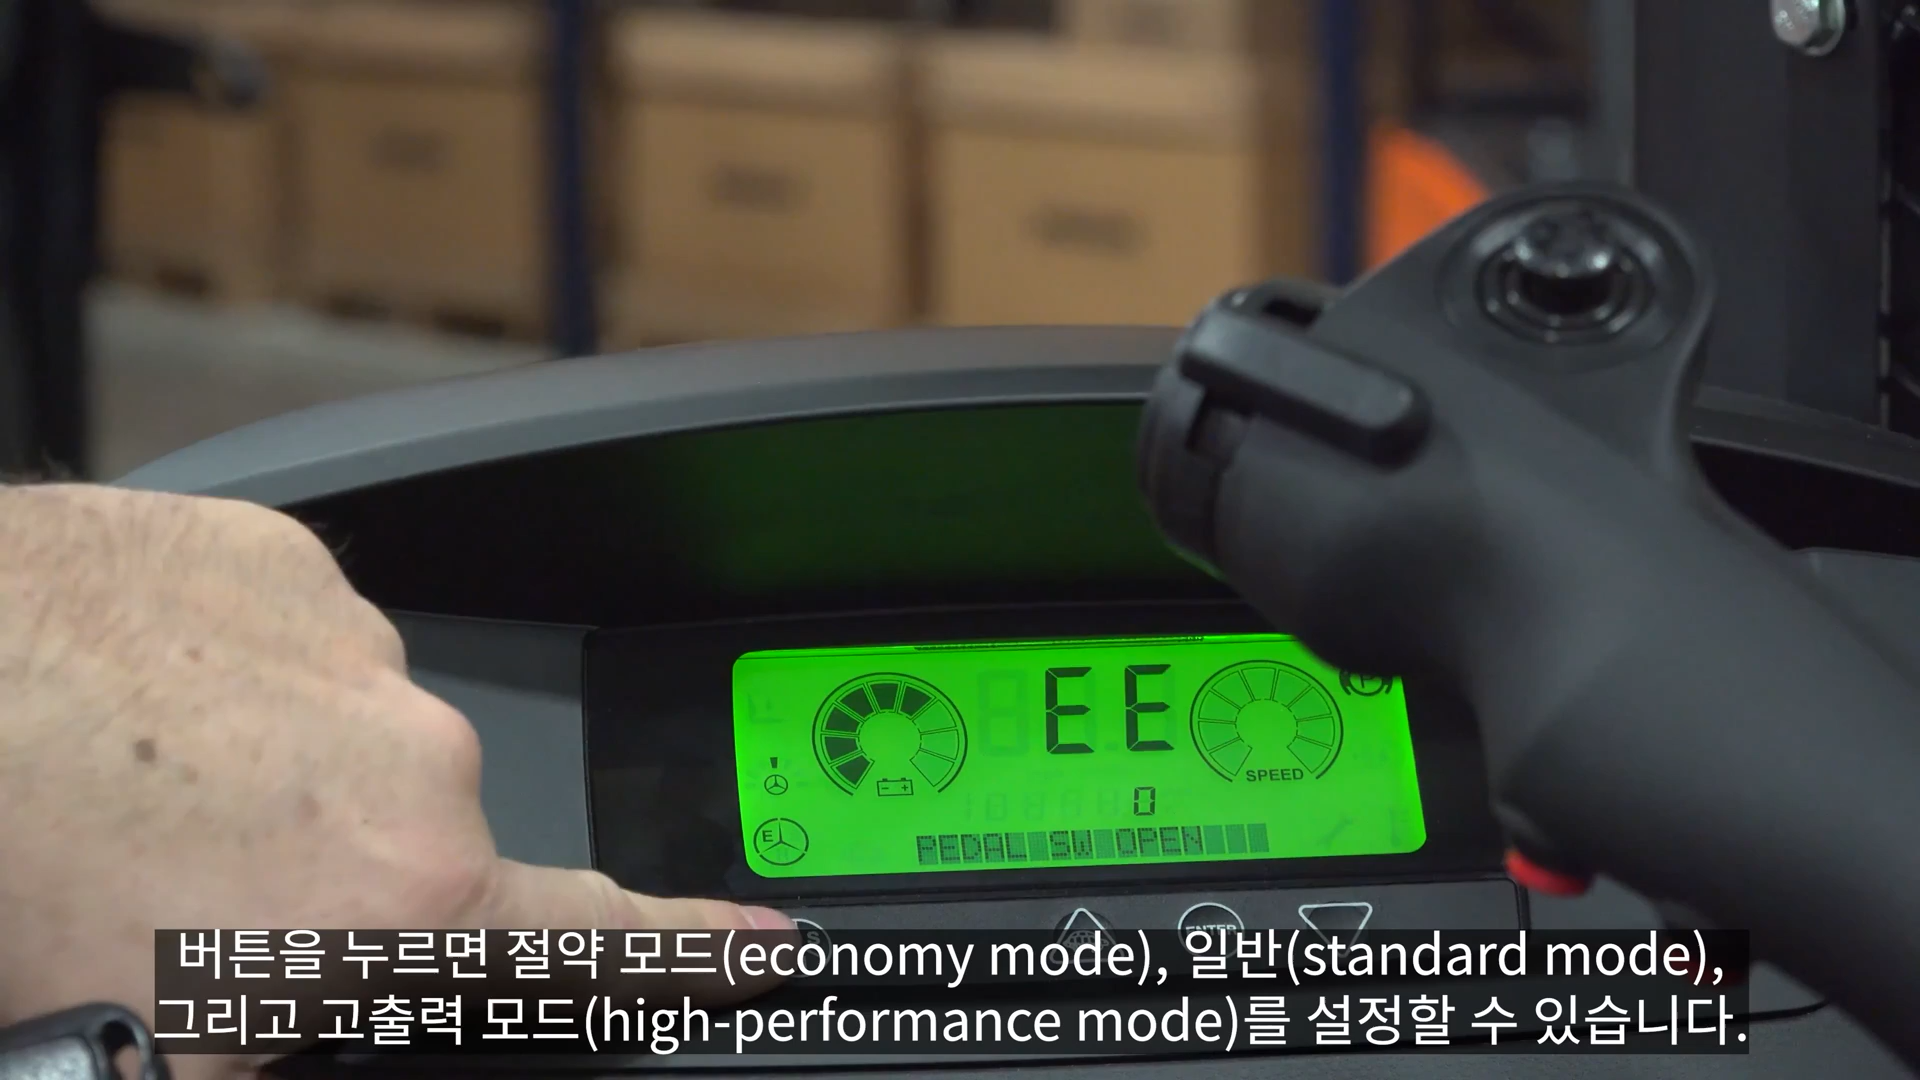 P
EE
SPEED
- +
0
E
PEDAL SW OPEN
S
ENTER
버튼을 누르면 절약 모드(economy mode), 일반(standard mode),
그리고 고출력 모드(high-performance mode)를 설정할 수 있습니다.